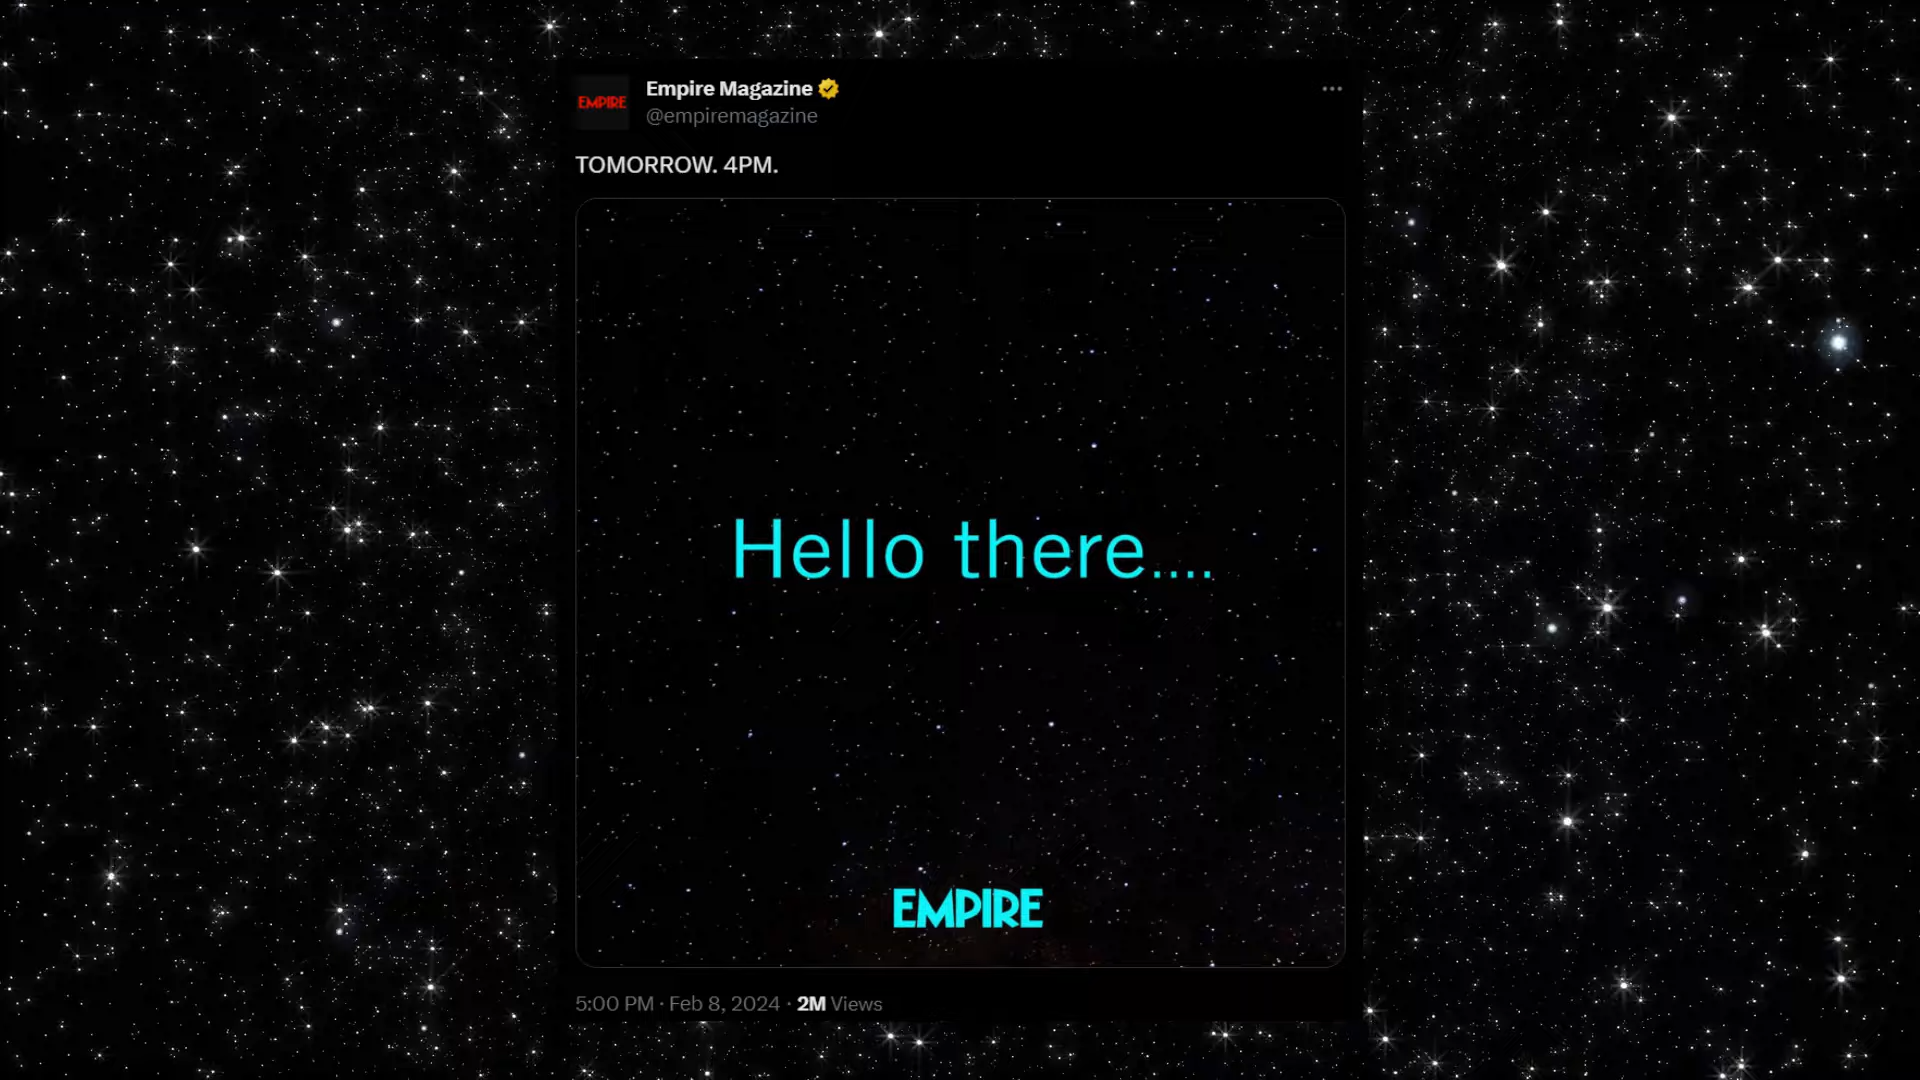 EMPIRE
Empire Magazine
@empiremagazine
TOMORROW. 4PM.
Hello there....
EMPIRE
5:00 PM · Feb 8, 2024 · 2M Views